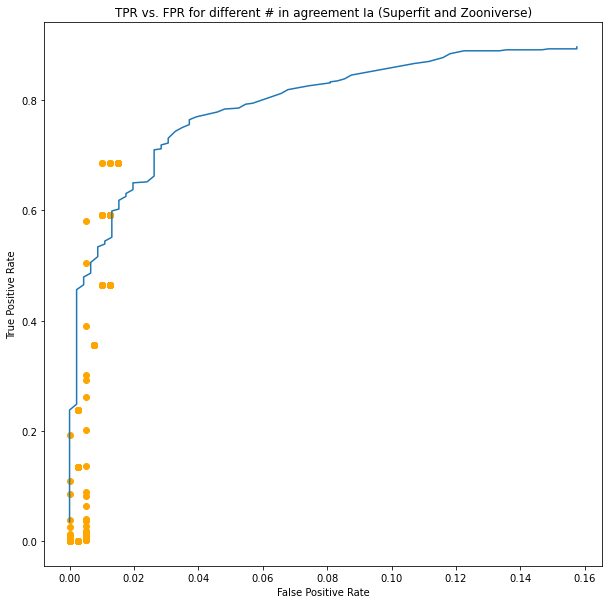 TPR vs. FPR for different # in agreement Ia (Superfit and Zooniverse)
True Positive Rate
0.8
0.6
0.4
0.2
0.0
0.00 0.02 0.04 0.06 0.08 0.10 0.12 0.14 0.16
False Positive Rate